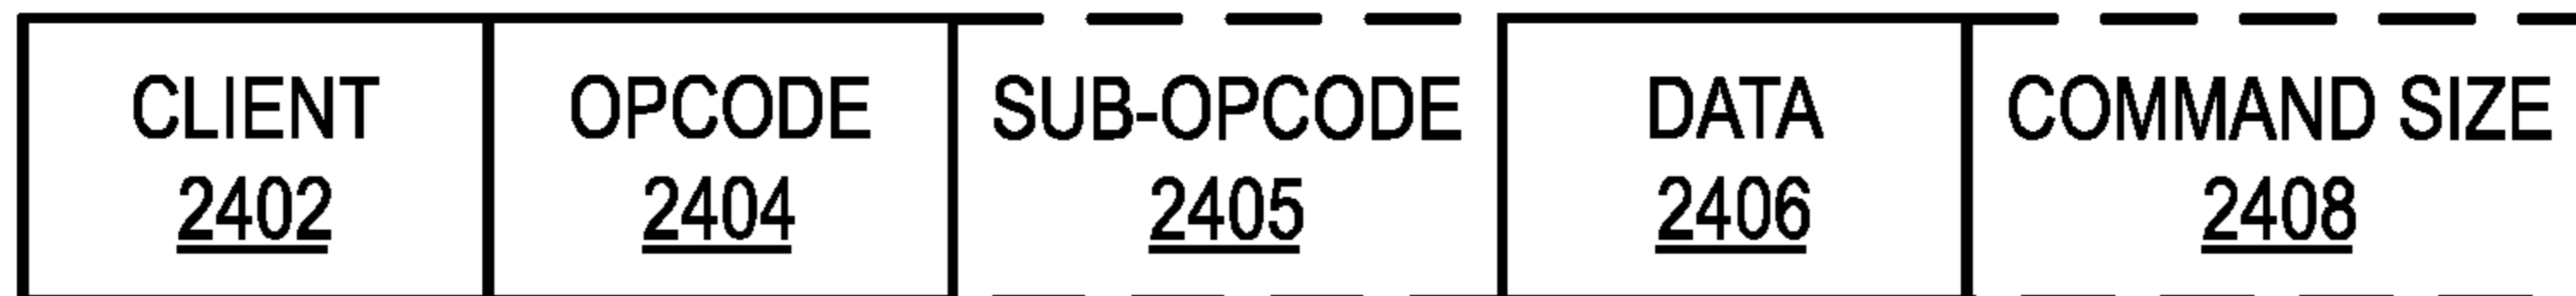 CLIENT
2402
OPCODE
2404
SUB-OPCODE
2405
DATA
2406
COMMAND SIZE
2408